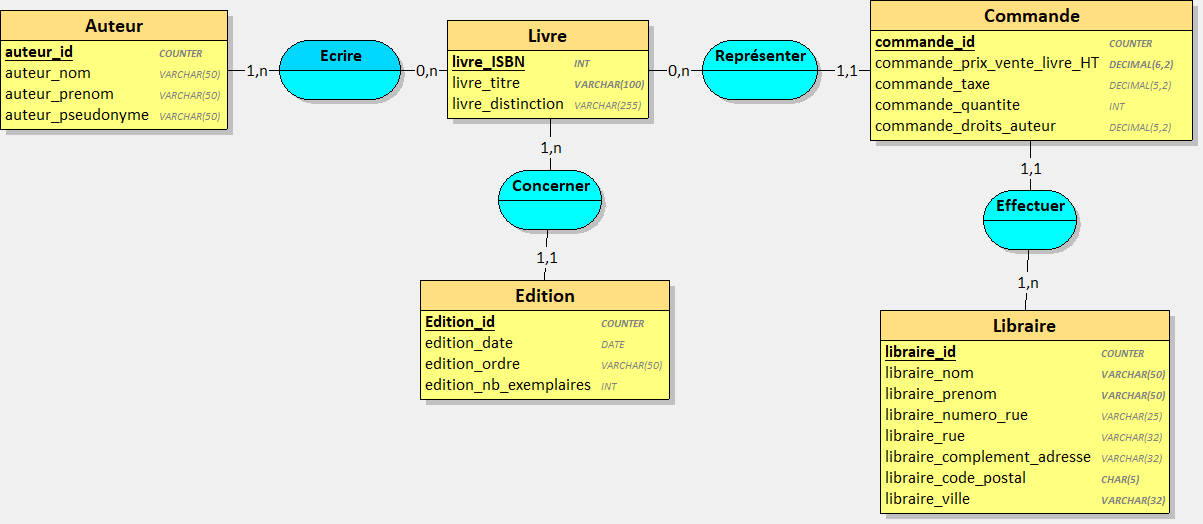 Auteur
auteur_id COUNTER
auteur_nom VARCHAR(50)
auteur_prenom VARCHAR(50)
auteur_pseudonyme VARCHAR(50)
1,n
Ecrire
0,n
Livre
livre_ISBN INT
livre_titre VARCHAR(100)
livre_distinction VARCHAR(255)
0,n
Représenter
1,1
Commande
commande_id COUNTER
commande_prix_vente_livre_HT DECIMAL(6,2)
commande_taxe DECIMAL(5,2)
commande_quantite INT
commande_droits_auteur DECIMAL(5,2)
1,n
Concerner
1,1
Edition
Edition_id COUNTER
edition_date DATE
edition_ordre VARCHAR(50)
edition_nb_exemplaires INT
1,1
Effectuer
1,n
Libraire
libraire_id COUNTER
libraire_nom VARCHAR(50)
libraire_prenom VARCHAR(50)
libraire_numero_rue VARCHAR(25)
libraire_rue VARCHAR(32)
libraire_complement_adresse VARCHAR(32)
libraire_code_postal CHAR(5)
libraire_ville VARCHAR(32)